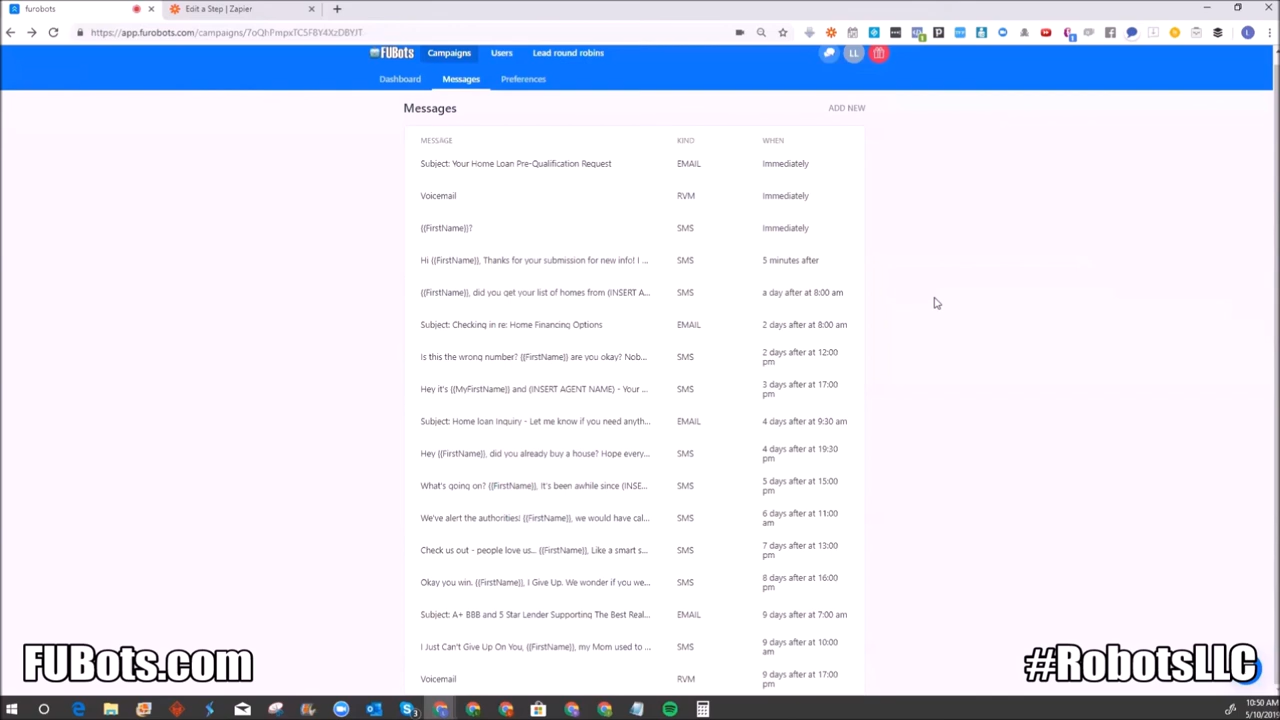 furobots
Edit a Step | Zapier
https://app.furobots.com/campaigns/7oQhPmpxTC5FBY4XzDBYJT
FUBots Campaigns Users Lead round robins LL
Dashboard Messages Preferences
Messages ADD NEW
MESSAGE KIND WHEN
Subject: Your Home Loan Pre-Qualification Request EMAIL Immediately
Voicemail RVM Immediately
{{FirstName}}? SMS Immediately
Hi {{FirstName}}, Thanks for your submission for new info! I ... SMS 5 minutes after
{{FirstName}}, did you get your list of homes from (INSERT A... SMS a day after at 8:00 am
Subject: Checking in re: Home Financing Options EMAIL 2 days after at 8:00 am
Is this the wrong number? {{FirstName}} are you okay? Nob... SMS 2 days after at 12:00
pm
Hey it's {{MyFirstName}} and (INSERT AGENT NAME) - Your ... SMS 3 days after at 17:00
pm
Subject: Home loan Inquiry - Let me know if you need anyth... EMAIL 4 days after at 9:30 am
Hey {{FirstName}}, did you already buy a house? Hope every... SMS 4 days after at 19:30
pm
What's going on? {{FirstName}}, It's been awhile since (INSE... SMS 5 days after at 15:00
pm
We've alert the authorities! {{FirstName}}, we would have cal... SMS 6 days after at 11:00
am
Check us out - people love us... {{FirstName}}, Like a smart s... SMS 7 days after at 13:00
pm
Okay you win. {{FirstName}}, I Give Up. We wonder if you we... SMS 8 days after at 16:00
pm
Subject: A+ BBB and 5 Star Lender Supporting The Best Real... EMAIL 9 days after at 7:00 am
I Just Can't Give Up On You, {{FirstName}}, my Mom used to ... SMS 9 days after at 10:00
am
Voicemail RVM 9 days after at 17:00
pm
FUBots.com #RobotsLLC
10:50 AM
5/10/2019